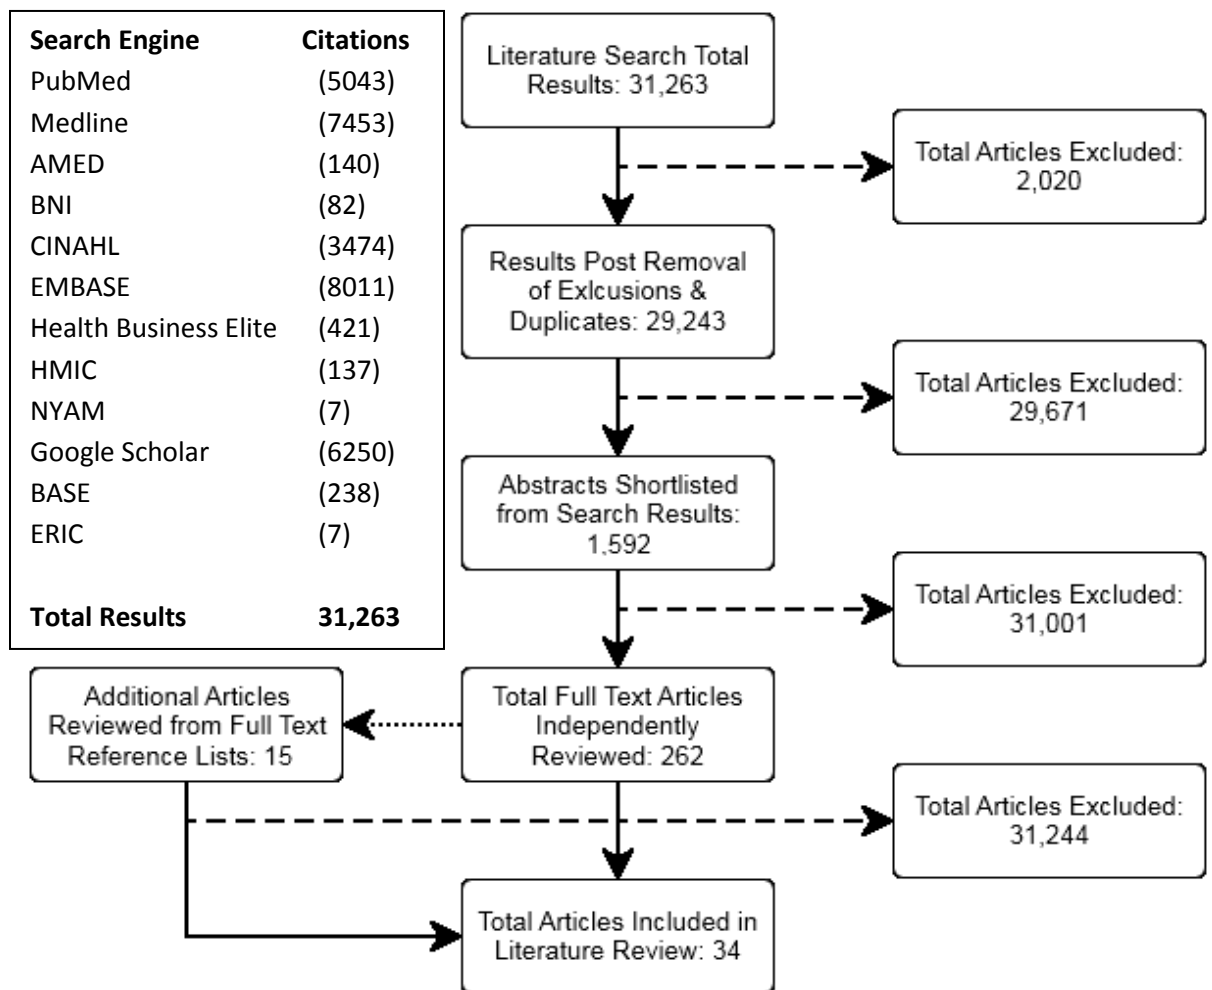 Search Engine Citations
PubMed (5043)
Medline (7453)
AMED (140)
BNI (82)
CINAHL (3474)
EMBASE (8011)
Health Business Elite (421)
HMIC (137)
NYAM (7)
Google Scholar (6250)
BASE (238)
ERIC (7)
Total Results 31,263
Literature Search Total
Results: 31,263
Total Articles Excluded:
2,020
Results Post Removal
of Exlcusions &
Duplicates: 29,243
Total Articles Excluded:
29,671
Abstracts Shortlisted
from Search Results:
1,592
Total Articles Excluded:
31,001
Additional Articles
Reviewed from Full Text
Reference Lists: 15
Total Full Text Articles
Independently
Reviewed: 262
Total Articles Excluded:
31,244
Total Articles Included in
Literature Review: 34